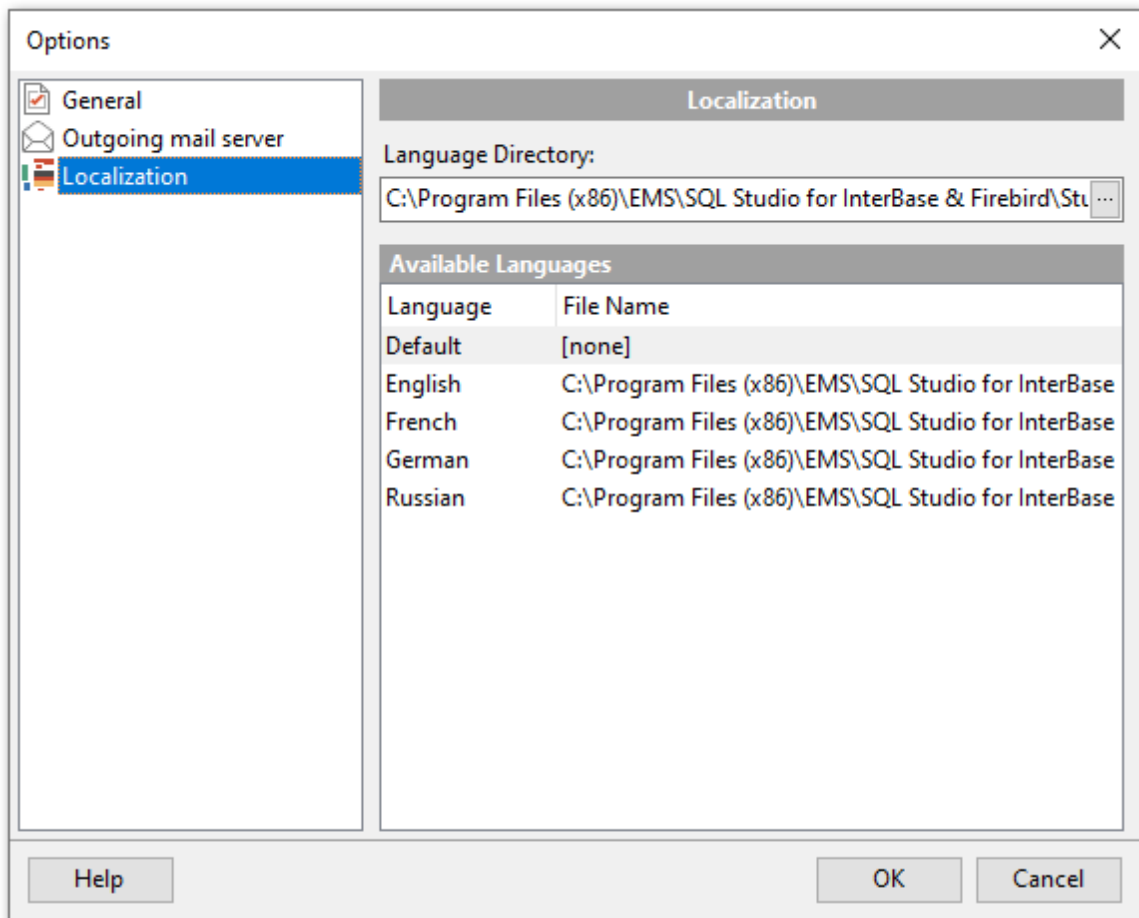 Options
General
Outgoing mail server
Localization
Localization
Language Directory:
C:\Program Files (x86)\EMS\SQL Studio for InterBase & Firebird\Stu ...
Available Languages
Language File Name
Default [none]
English C:\Program Files (x86)\EMS\SQL Studio for InterBase
French C:\Program Files (x86)\EMS\SQL Studio for InterBase
German C:\Program Files (x86)\EMS\SQL Studio for InterBase
Russian C:\Program Files (x86)\EMS\SQL Studio for InterBase
Help OK Cancel